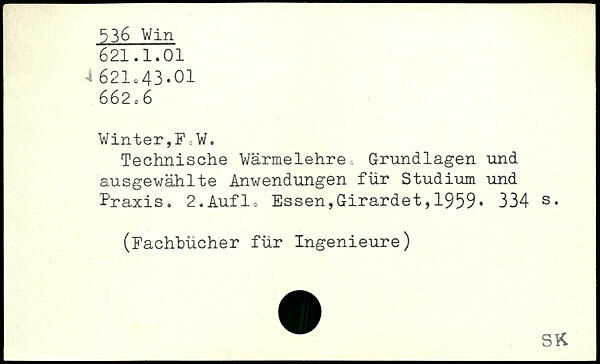 536 Win
621.1.01
621.43.01
662.6
Winter,F.W.
Technische Wärmelehre. Grundlagen und
ausgewählte Anwendungen für Studium und
Praxis. 2.Aufl. Essen,Girardet,1959. 334 s.
(Fachbücher für Ingenieure)
SK